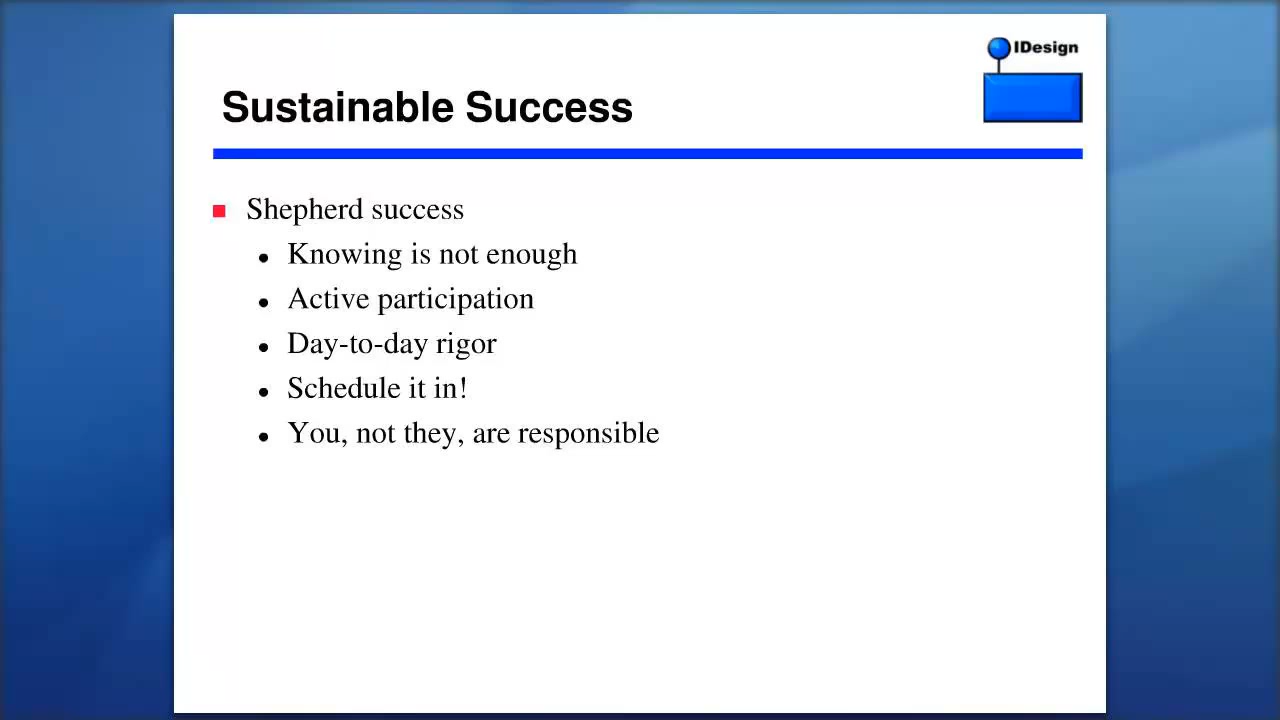 IDesign
Sustainable Success
Shepherd success
Knowing is not enough
Active participation
Day-to-day rigor
Schedule it in!
You, not they, are responsible